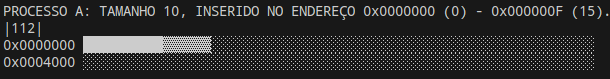 PROCESSO A: TAMANHO 10, INSERIDO NO ENDEREÇO 0x0000000 (0) - 0x000000F (15).
|112|
0x0000000
0x0004000